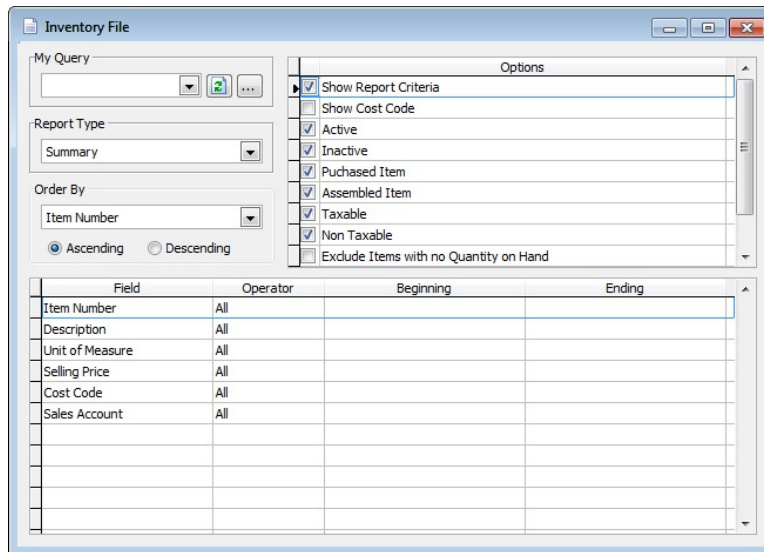 Inventory File
My Query
...
Report Type
Summary
Order By
Item Number
Ascending Descending
Options
Show Report Criteria
Show Cost Code
Active
Inactive
Puchased Item
Assembled Item
Taxable
Non Taxable
Exclude Items with no Quantity on Hand
Field Operator Beginning Ending
Item Number All
Description All
Unit of Measure All
Selling Price All
Cost Code All
Sales Account All